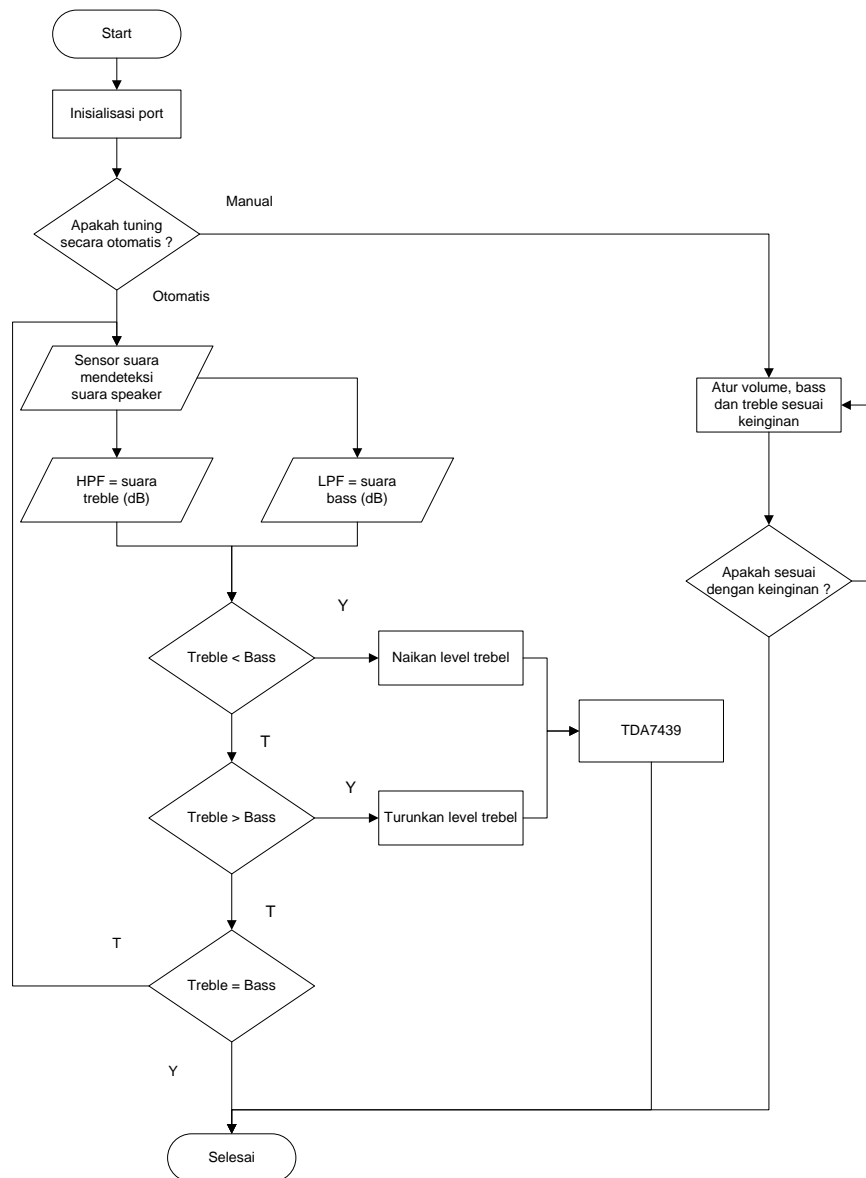 Start
Inisialisasi port
Manual
Apakah tuning
secara otomatis ?
Otomatis
Sensor suara
mendeteksi
suara speaker
Atur volume, bass
dan treble sesuai
keinginan
HPF = suara
treble (dB)
LPF = suara
bass (dB)
Apakah sesuai
dengan keinginan ?
Y
Treble < Bass
Naikan level trebel
TDA7439
T
Y
Treble > Bass
Turunkan level trebel
T
T
Treble = Bass
Y
Selesai